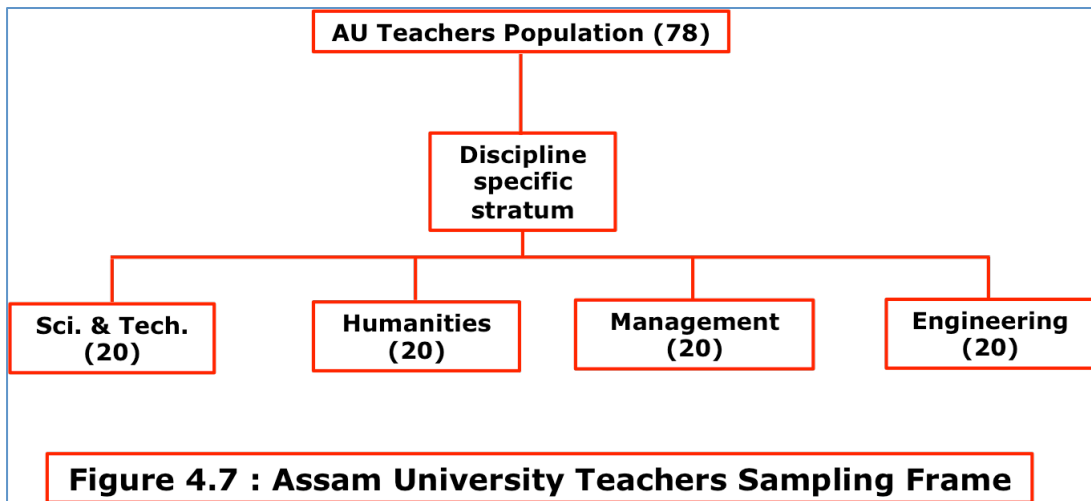 AU Teachers Population (78)
Discipline
specific
stratum
Sci. & Tech.
(20)
Humanities
(20)
Management
(20)
Engineering
(20)
Figure 4.7 : Assam University Teachers Sampling Frame